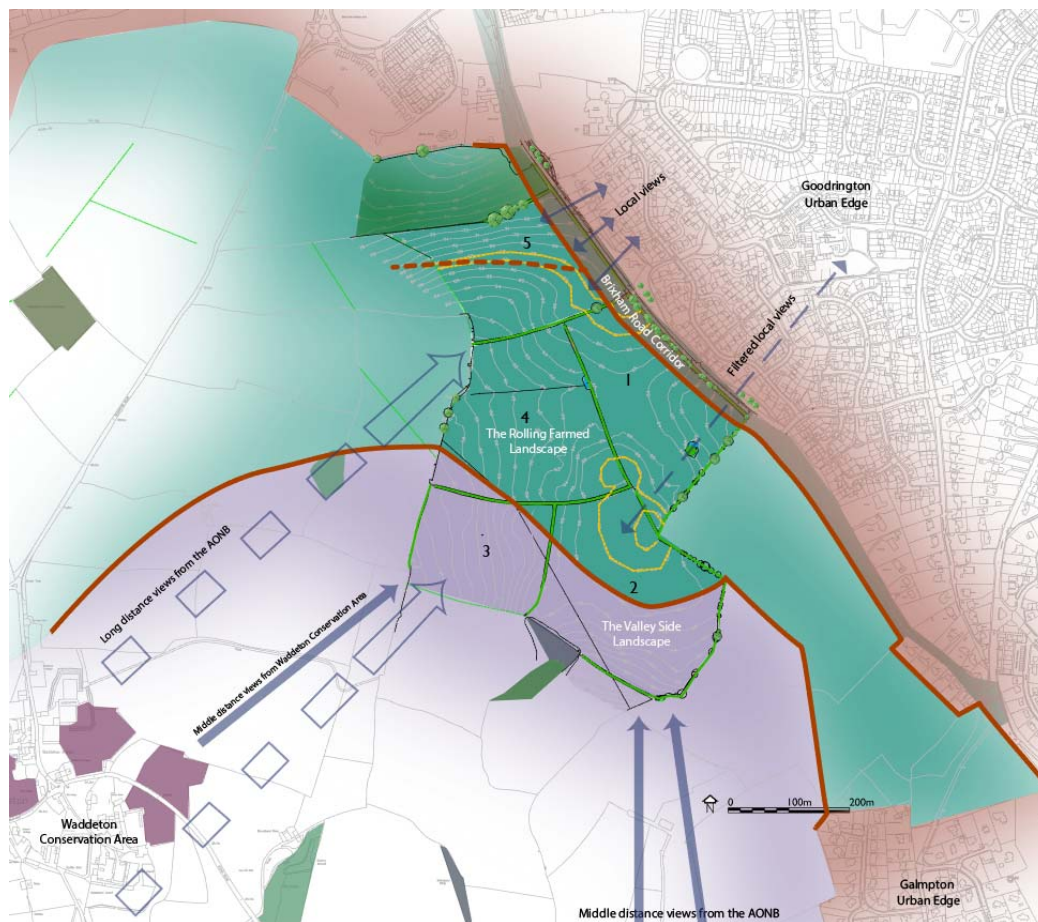 Local views
Goodrington
Urban Edge
5
Brixham Road Corridor
Filtered local views
1
4
The Rolling Farmed
Landscape
3
Long distance views from the AONB
2
The Valley Side
Landscape
Middle distance views from Waddeton Conservation Area
N
0 100m 200m
Waddeton
Conservation Area
Galmpton
Urban Edge
Middle distance views from the AONB